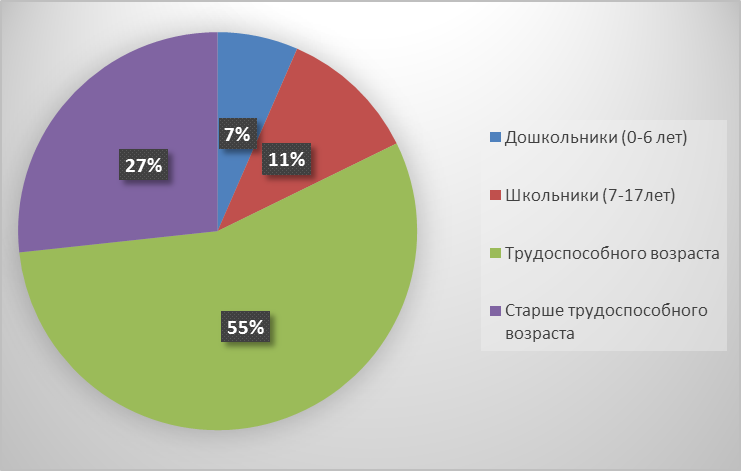 7%
11%
27%
55%
Дошкольники (0-6 лет)
Школьники (7-17лет)
Трудоспособного возраста
Старше трудоспособного
возраста